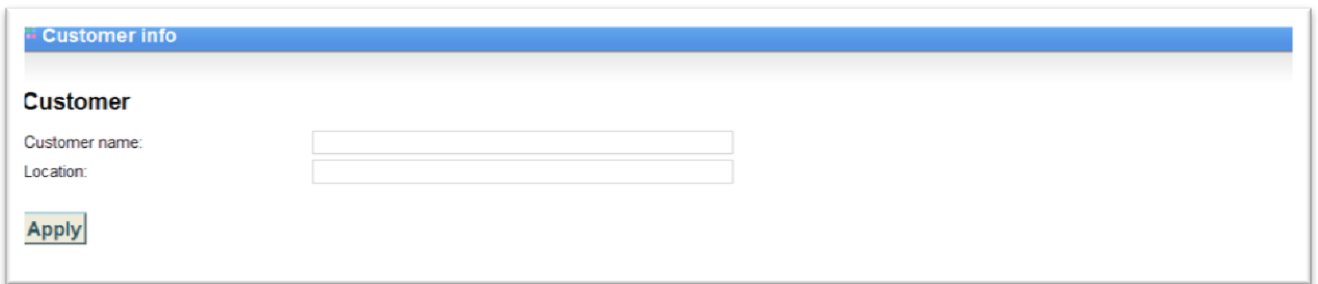 Customer info
Customer
Customer name:
Location:
Apply